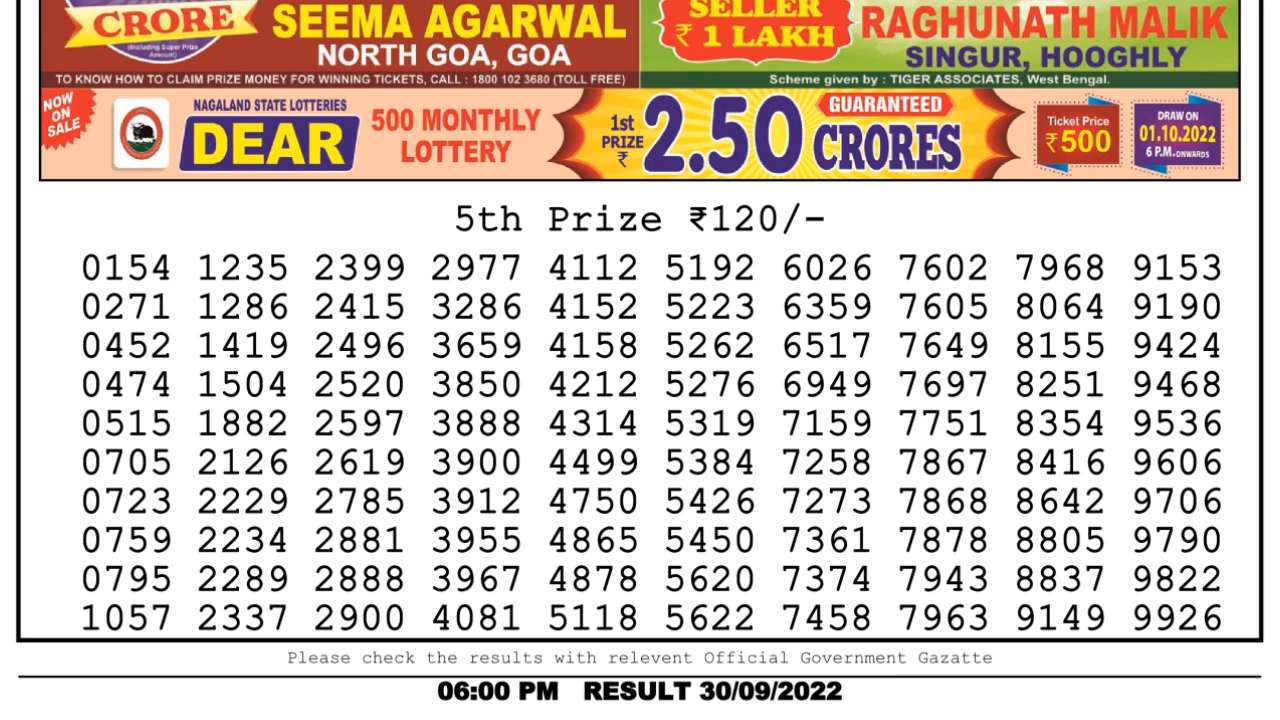 CRORE
(Including Super Prize
Amount)
SEEMA AGARWAL
NORTH GOA, GOA
SELLER
₹ 1 LAKH
RAGHUNATH MALIK
SINGUR, HOOGHLY
TO KNOW HOW TO CLAIM PRIZE MONEY FOR WINNING TICKETS, CALL : 1800 102 3680 (TOLL FREE)
Scheme given by : TIGER ASSOCIATES, West Bengal.
NOW
ON
SALE
NAGALAND STATE LOTTERIES
DEAR
500 MONTHLY
LOTTERY
1st
PRIZE
₹
2.50
GUARANTEED
CRORES
Ticket Price
₹500
DRAW ON
01.10.2022
6 P.M.ONWARDS
5th Prize ₹120/-
0154 1235 2399 2977 4112 5192 6026 7602 7968 9153
0271 1286 2415 3286 4152 5223 6359 7605 8064 9190
0452 1419 2496 3659 4158 5262 6517 7649 8155 9424
0474 1504 2520 3850 4212 5276 6949 7697 8251 9468
0515 1882 2597 3888 4314 5319 7159 7751 8354 9536
0705 2126 2619 3900 4499 5384 7258 7867 8416 9606
0723 2229 2785 3912 4750 5426 7273 7868 8642 9706
0759 2234 2881 3955 4865 5450 7361 7878 8805 9790
0795 2289 2888 3967 4878 5620 7374 7943 8837 9822
1057 2337 2900 4081 5118 5622 7458 7963 9149 9926
Please check the results with relevent Official Government Gazatte
06:00 PM RESULT 30/09/2022